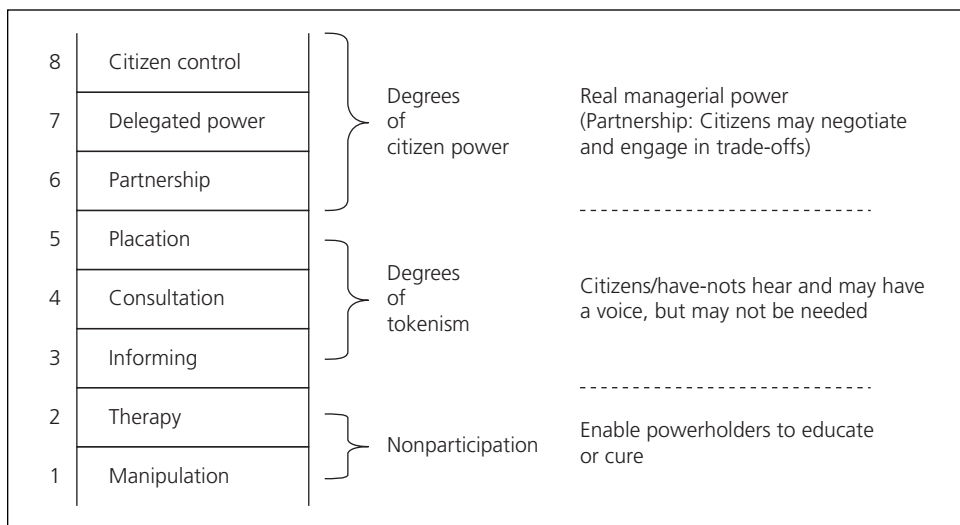 8 Citizen control
7 Delegated power
6 Partnership
5 Placation
4 Consultation
3 Informing
2 Therapy
1 Manipulation
Degrees
of
citizen power
Degrees
of
tokenism
Nonparticipation
Real managerial power
(Partnership: Citizens may negotiate
and engage in trade-offs)
Citizens/have-nots hear and may have
a voice, but may not be needed
Enable powerholders to educate
or cure